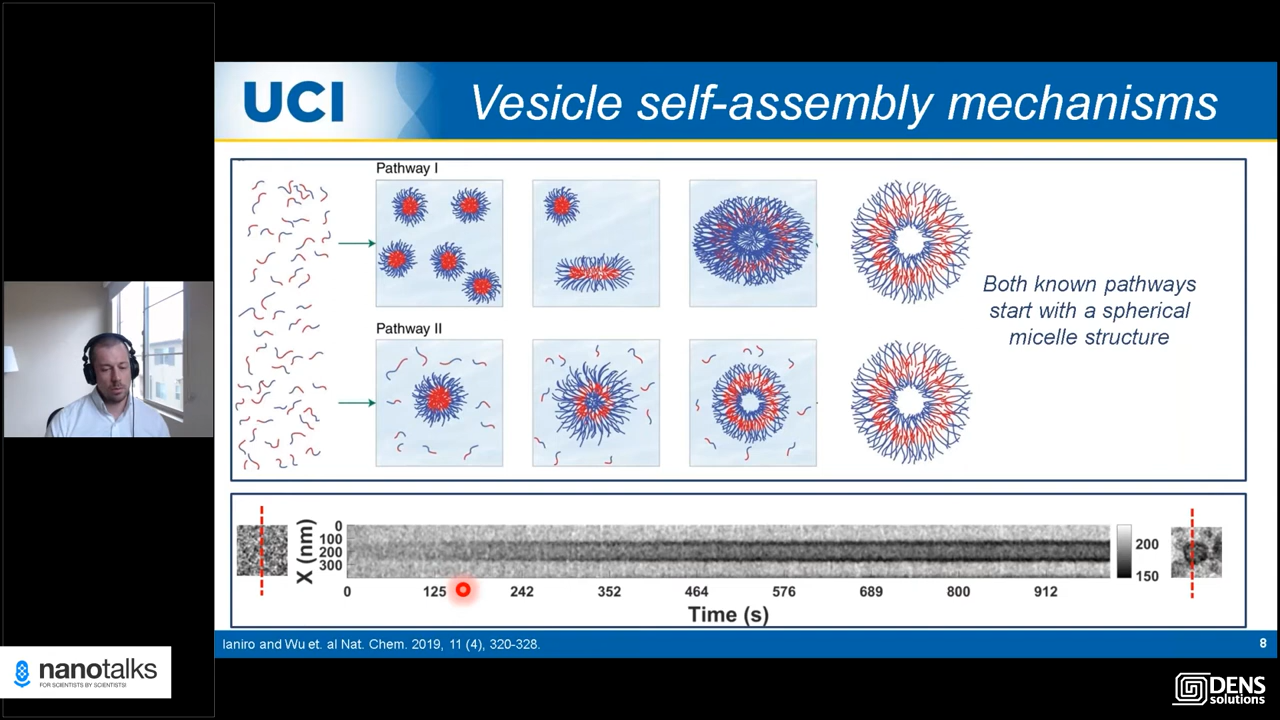 UCI
Vesicle self-assembly mechanisms
Pathway I
Pathway II
Both known pathways
start with a spherical
micelle structure
X (nm)
0
100
200
300
0 125 242 352 464 576 689 800 912
Time (s)
200
150
Ianiro and Wu et. al Nat. Chem. 2019, 11 (4), 320-328.
8
nanotalks
FOR SCIENTISTS BY SCIENTISTS!
DENS
solutions